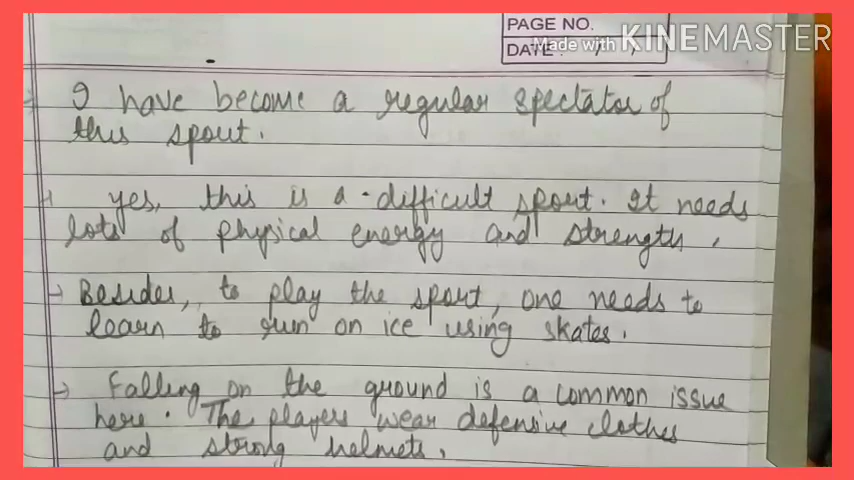 PAGE NO.
DATE: / /
Made with KINEMASTER
I have become a regular spectator of
this sport.
yes, this is a difficult sport. It needs
lots of physical energy and strength.
→ Besides, to play the sport, one needs to
learn to run on ice using skates.
→ Falling on the ground is a common issue
here. The players wear defensive clothes
and strong helmets.